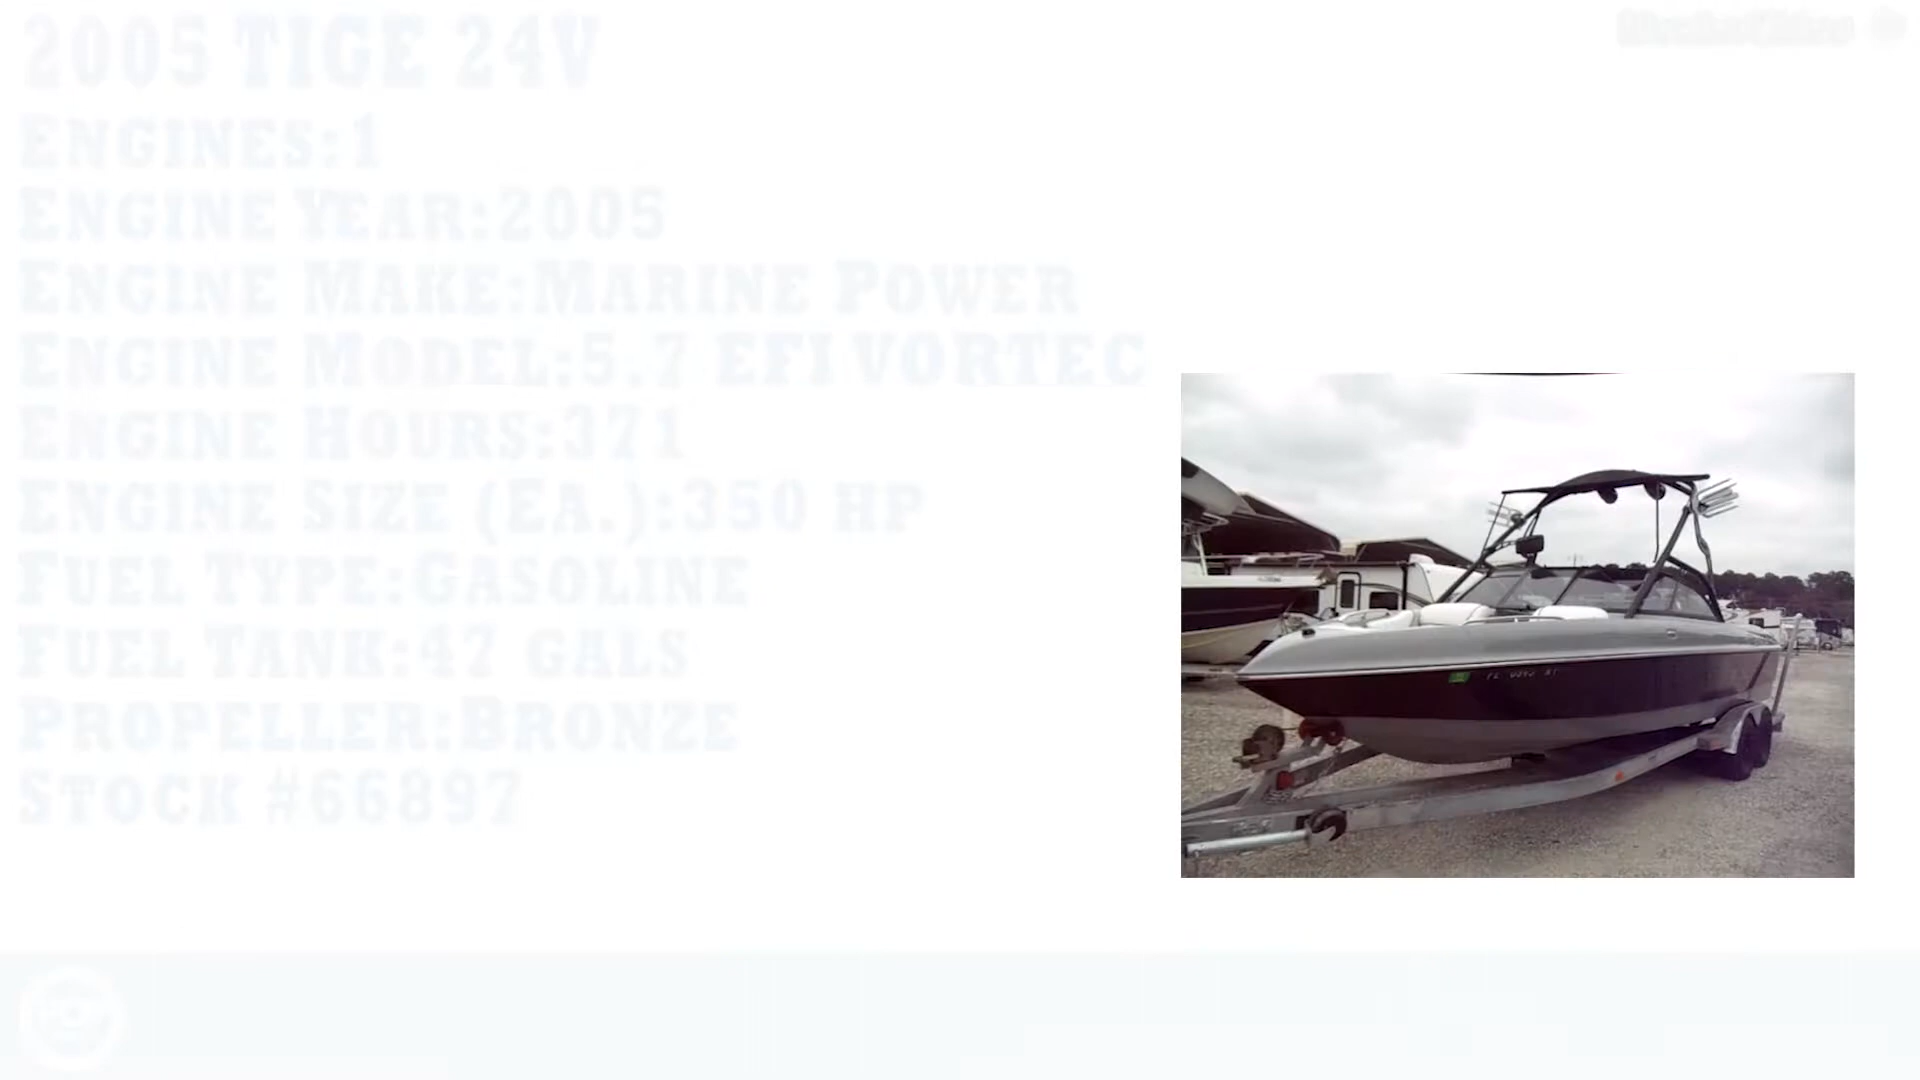 2005 TIGE 24V
ENGINES:1
ENGINE YEAR:2005
ENGINE MAKE:MARINE POWER
ENGINE MODEL:5.7 EFI VORTEC
ENGINE HOURS:371
ENGINE SIZE (EA.):350 HP
FUEL TYPE:GASOLINE
FUEL TANK:47 GALS
PROPELLER:BRONZE
STOCK #66897